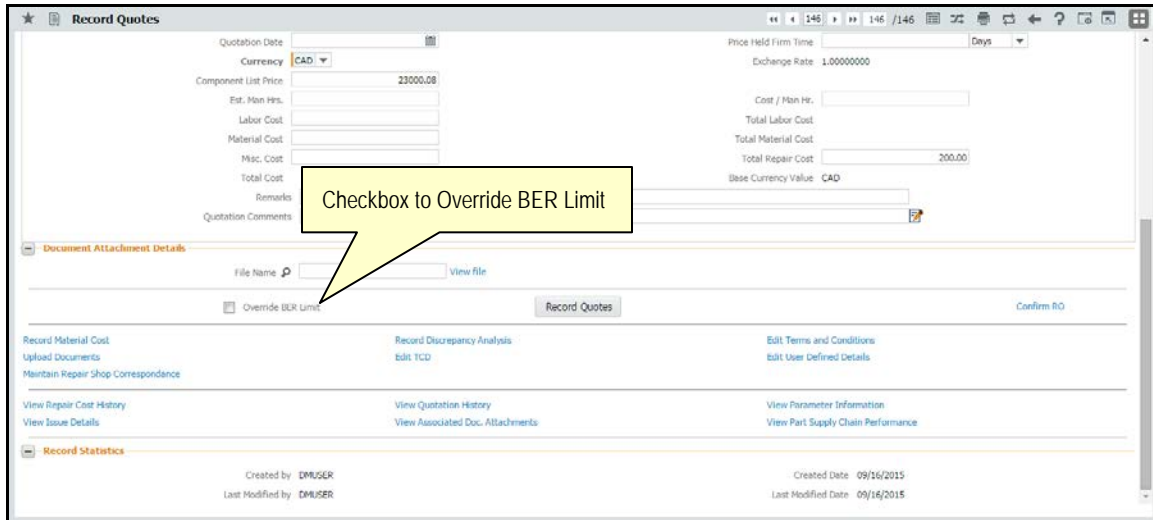 Record Quotes 146 146 /146
Quotation Date Price Held Firm Time Days
Currency CAD Exchange Rate 1.00000000
Component List Price 23000.08
Est. Man Hrs. Cost / Man Hr.
Labor Cost Total Labor Cost
Material Cost Total Material Cost
Misc. Cost Total Repair Cost 200.00
Total Cost Base Currency Value CAD
Remarks
Quotation Comments
Checkbox to Override BER Limit
Document Attachment Details
File Name View file
Override BER Limit Record Quotes Confirm RO
Record Material Cost Record Discrepancy Analysis Edit Terms and Conditions
Upload Documents Edit TCD Edit User Defined Details
Maintain Repair Shop Correspondance
View Repair Cost History View Quotation History View Parameter Information
View Issue Details View Associated Doc. Attachments View Part Supply Chain Performance
Record Statistics
Created by DMUSER Created Date 09/16/2015
Last Modified by DMUSER Last Modified Date 09/16/2015